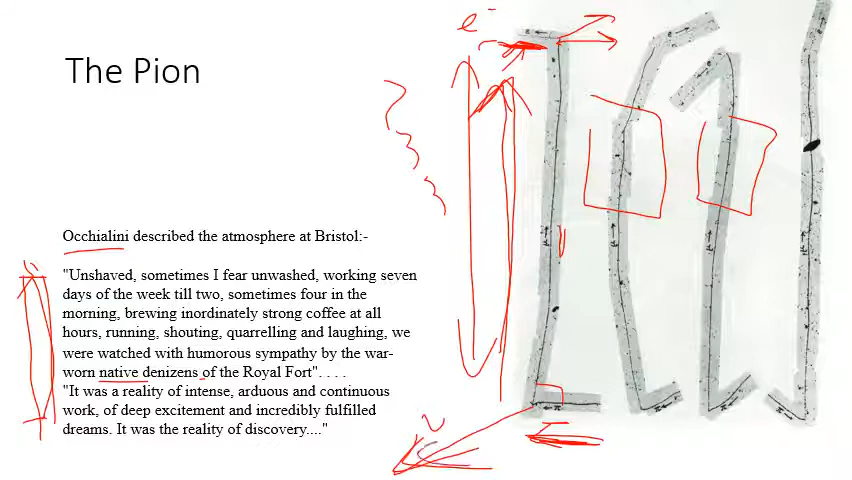 The Pion
Occhialini described the atmosphere at Bristol:-
"Unshaved, sometimes I fear unwashed, working seven
days of the week till two, sometimes four in the
morning, brewing inordinately strong coffee at all
hours, running, shouting, quarrelling and laughing, we
were watched with humorous sympathy by the war-
worn native denizens of the Royal Fort". . . .
"It was a reality of intense, arduous and continuous
work, of deep excitement and incredibly fulfilled
dreams. It was the reality of discovery...."
e⁻